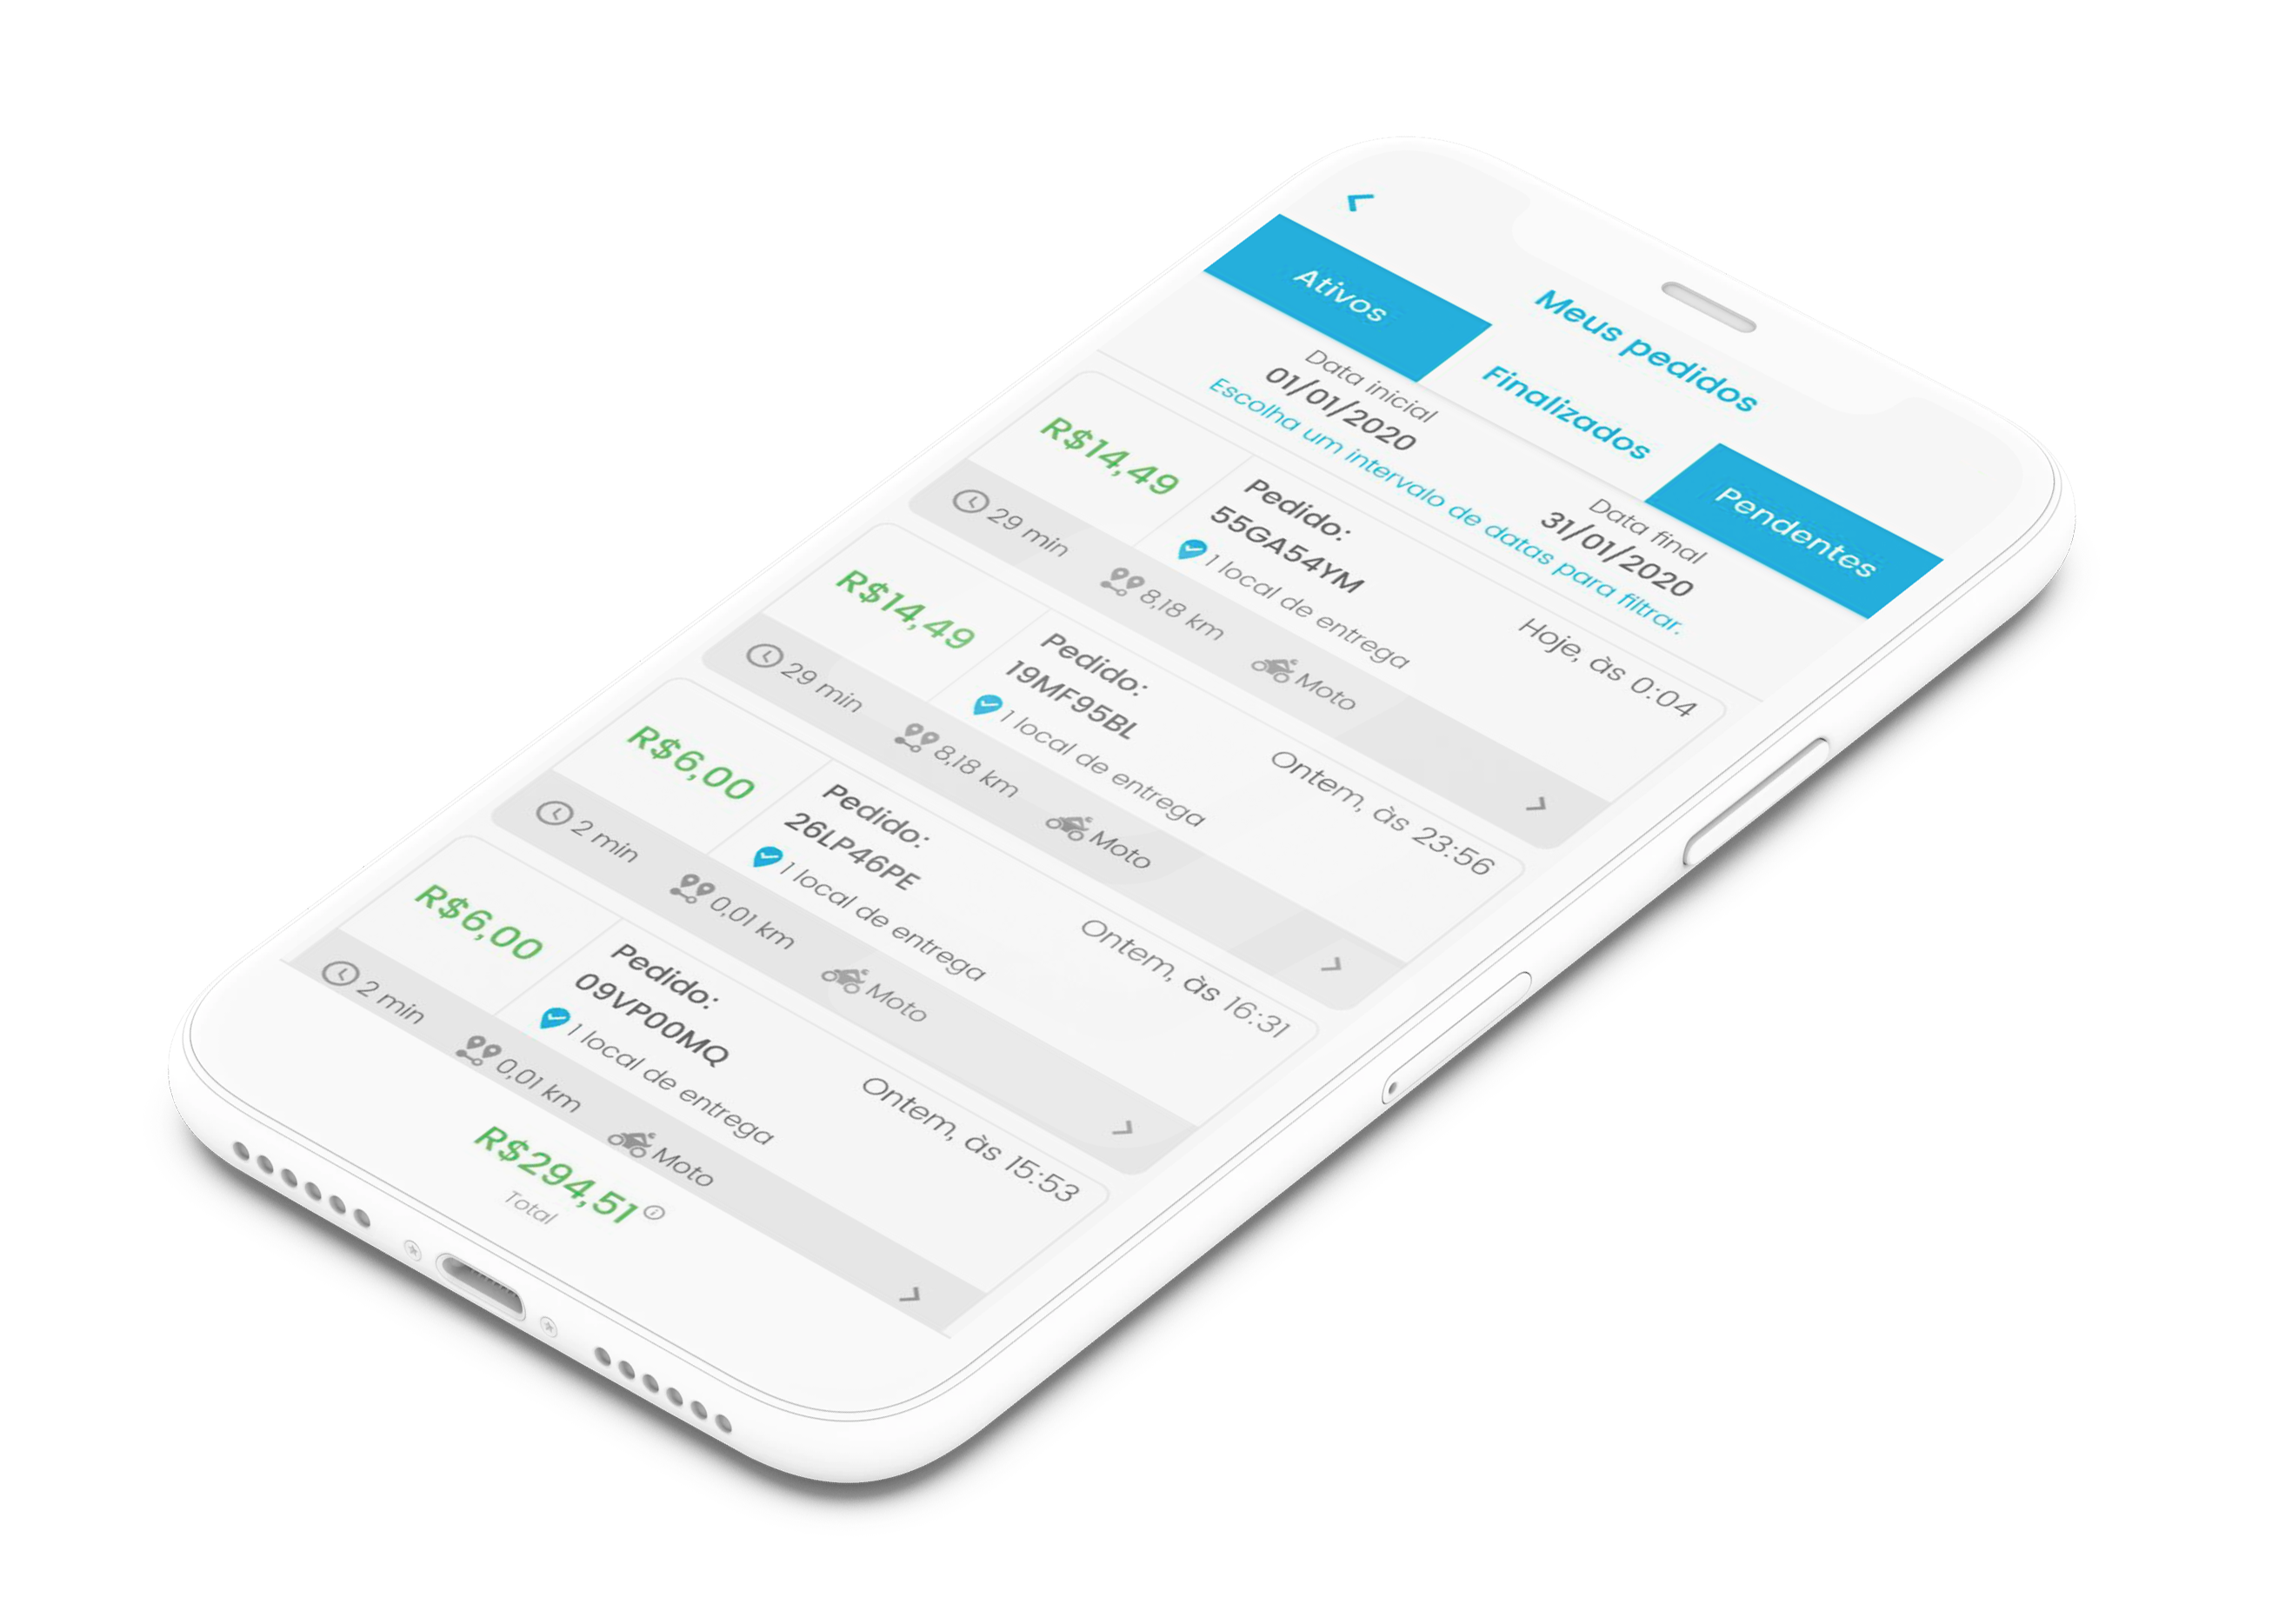 Meus pedidos
Ativos
Finalizados
Pendentes
Data inicial
01/01/2020
Data final
31/01/2020
Escolha um intervalo de datas para filtrar.
R$14,49
Pedido:
55GA54YM
1 local de entrega
Hoje, às 0:04
29 min
8,18 km
Moto
R$14,49
Pedido:
19MF95BL
1 local de entrega
Ontem, às 23:56
29 min
8,18 km
Moto
R$6,00
Pedido:
26LP46PE
1 local de entrega
Ontem, às 16:31
2 min
0,01 km
Moto
R$6,00
Pedido:
09VP00MQ
1 local de entrega
Ontem, às 15:53
2 min
0,01 km
Moto
R$294,51
Total